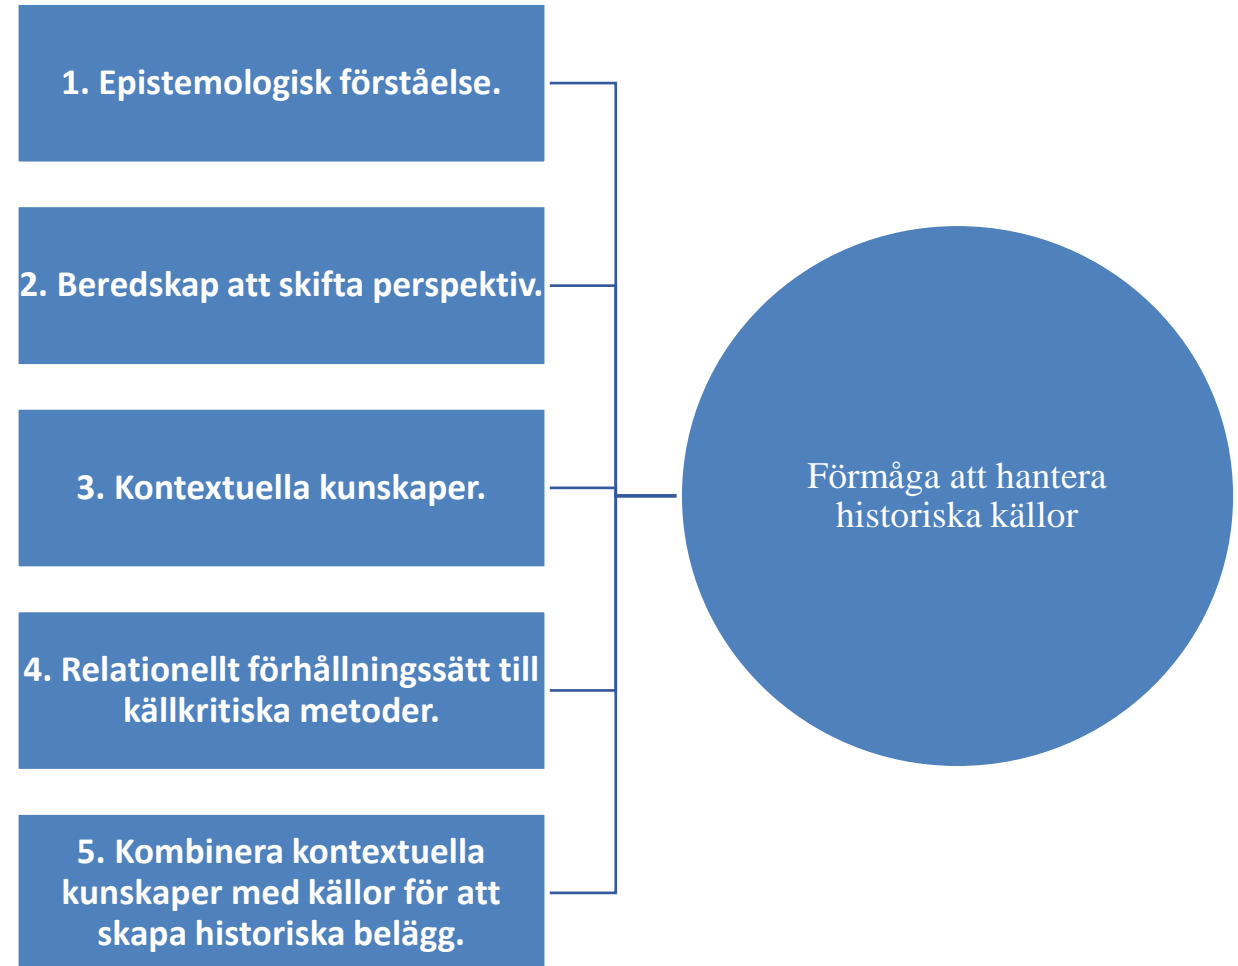 1. Epistemologisk förståelse.
2. Beredskap att skifta perspektiv.
3. Kontextuella kunskaper.
4. Relationellt förhållningssätt till
källkritiska metoder.
5. Kombinera kontextuella
kunskaper med källor för att
skapa historiska belägg.
Förmåga att hantera
historiska källor